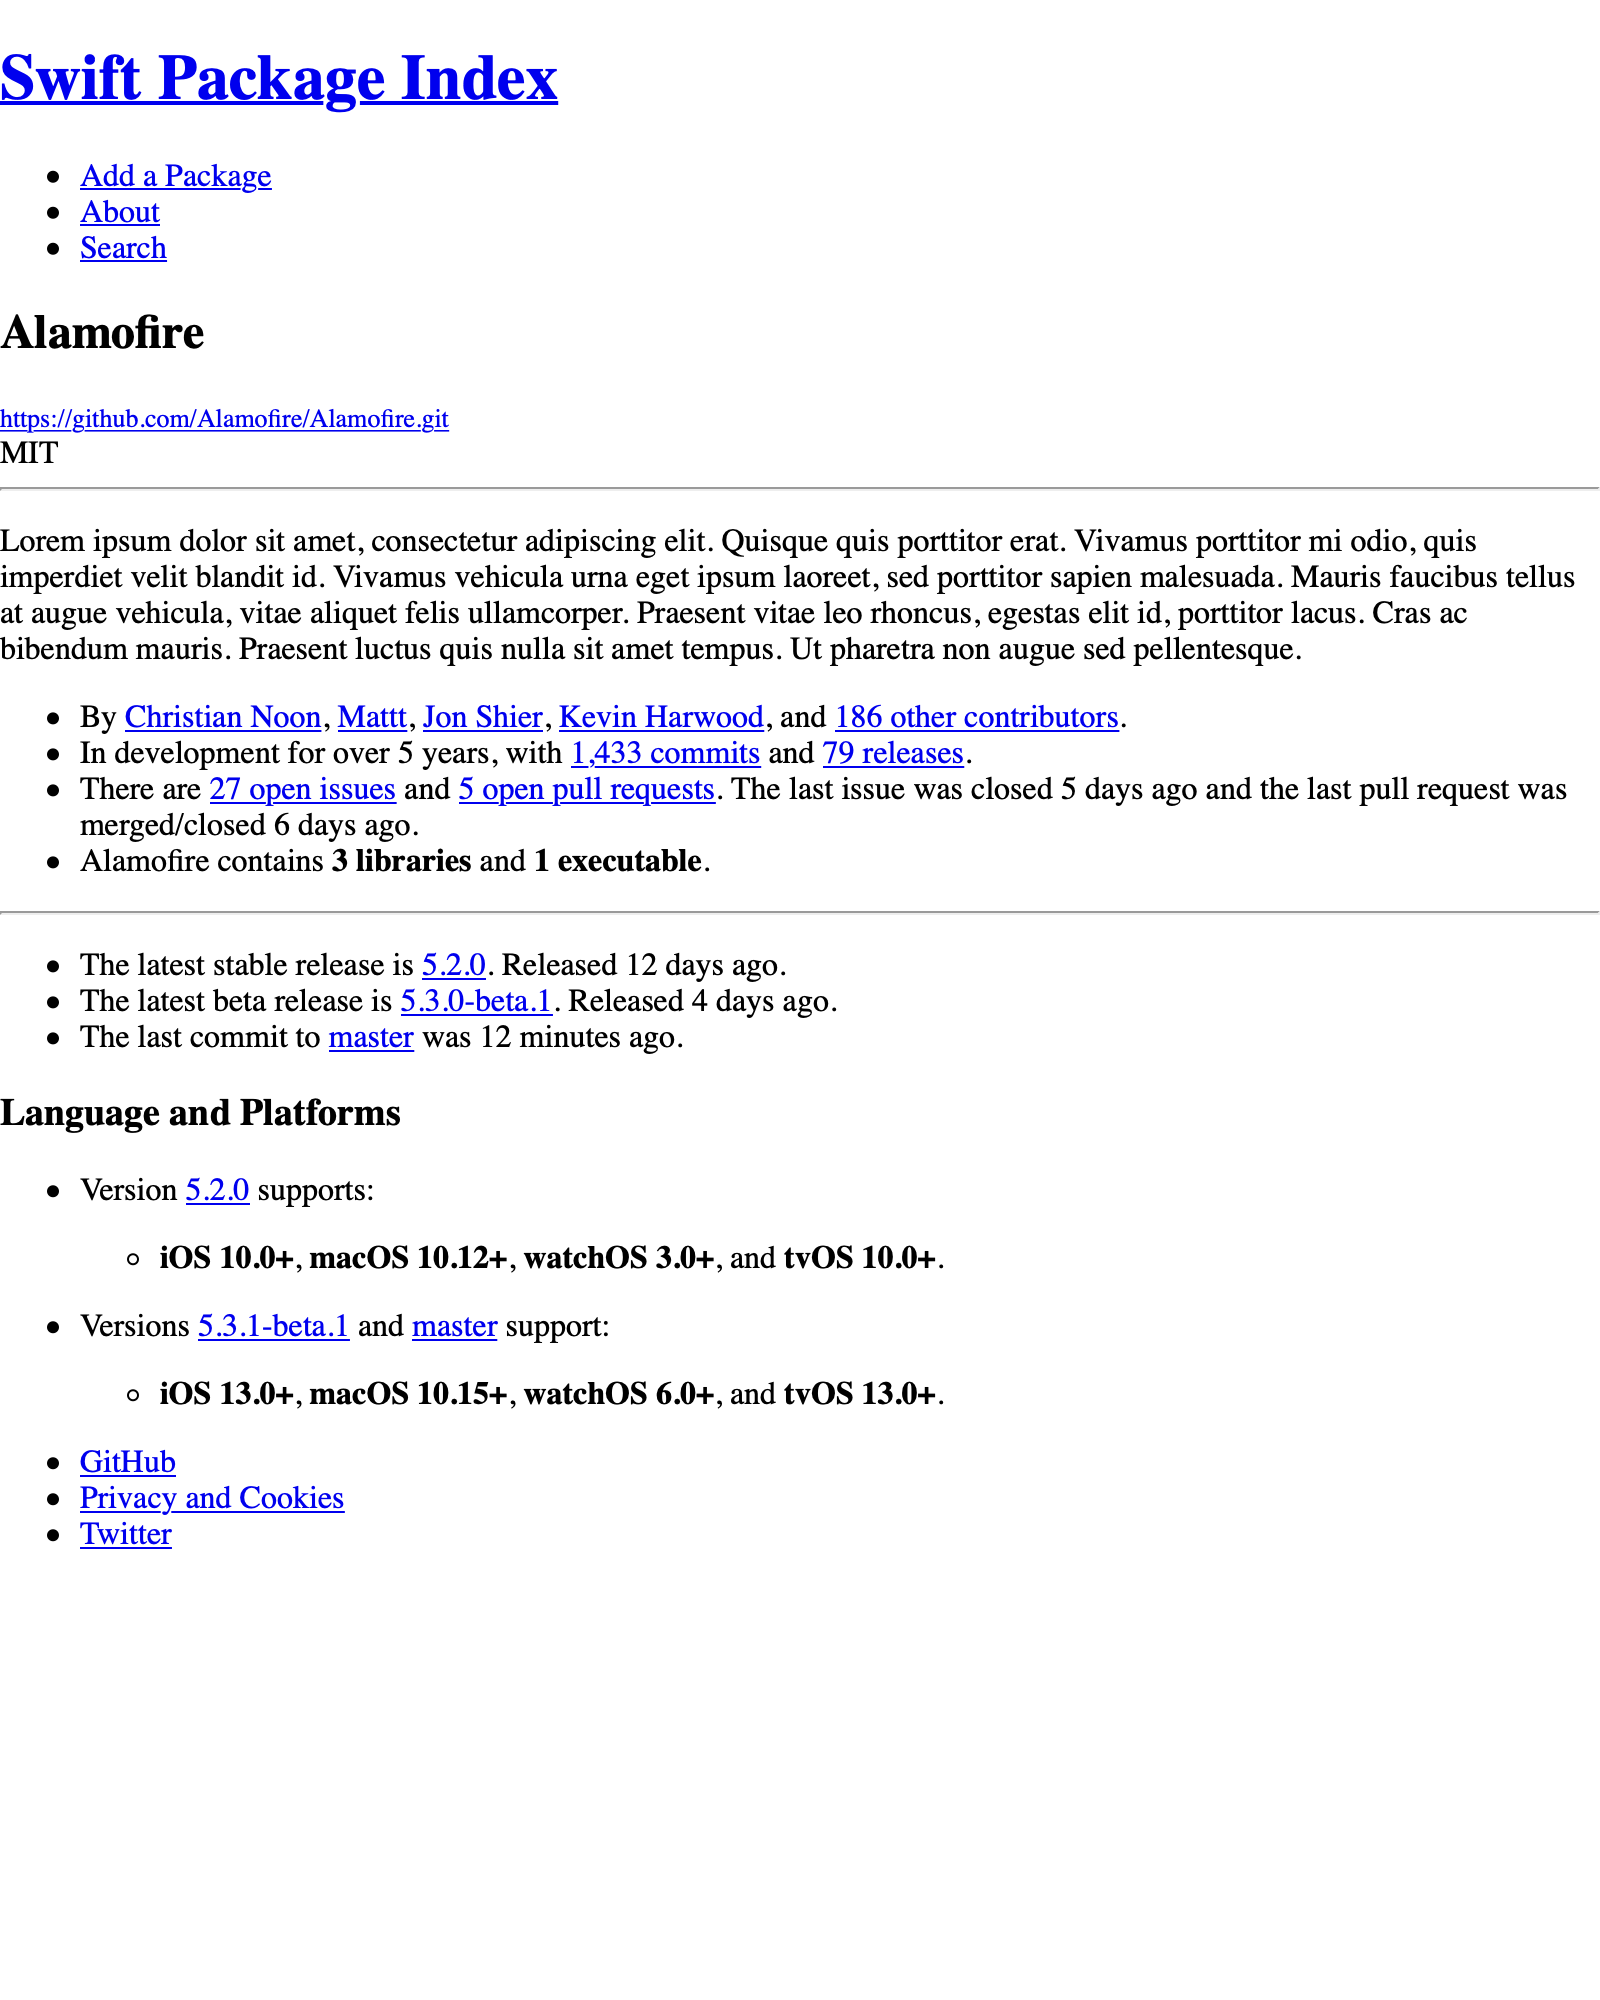 Swift Package Index
Add a Package
About
Search
Alamofire
https://github.com/Alamofire/Alamofire.git
MIT
Lorem ipsum dolor sit amet, consectetur adipiscing elit. Quisque quis porttitor erat. Vivamus porttitor mi odio, quis
imperdiet velit blandit id. Vivamus vehicula urna eget ipsum laoreet, sed porttitor sapien malesuada. Mauris faucibus tellus
at augue vehicula, vitae aliquet felis ullamcorper. Praesent vitae leo rhoncus, egestas elit id, porttitor lacus. Cras ac
bibendum mauris. Praesent luctus quis nulla sit amet tempus. Ut pharetra non augue sed pellentesque.
By Christian Noon, Mattt, Jon Shier, Kevin Harwood, and 186 other contributors.
In development for over 5 years, with 1,433 commits and 79 releases.
There are 27 open issues and 5 open pull requests. The last issue was closed 5 days ago and the last pull request was
merged/closed 6 days ago.
Alamofire contains 3 libraries and 1 executable.
The latest stable release is 5.2.0. Released 12 days ago.
The latest beta release is 5.3.0-beta.1. Released 4 days ago.
The last commit to master was 12 minutes ago.
Language and Platforms
Version 5.2.0 supports:
iOS 10.0+, macOS 10.12+, watchOS 3.0+, and tvOS 10.0+.
Versions 5.3.1-beta.1 and master support:
iOS 13.0+, macOS 10.15+, watchOS 6.0+, and tvOS 13.0+.
GitHub
Privacy and Cookies
Twitter